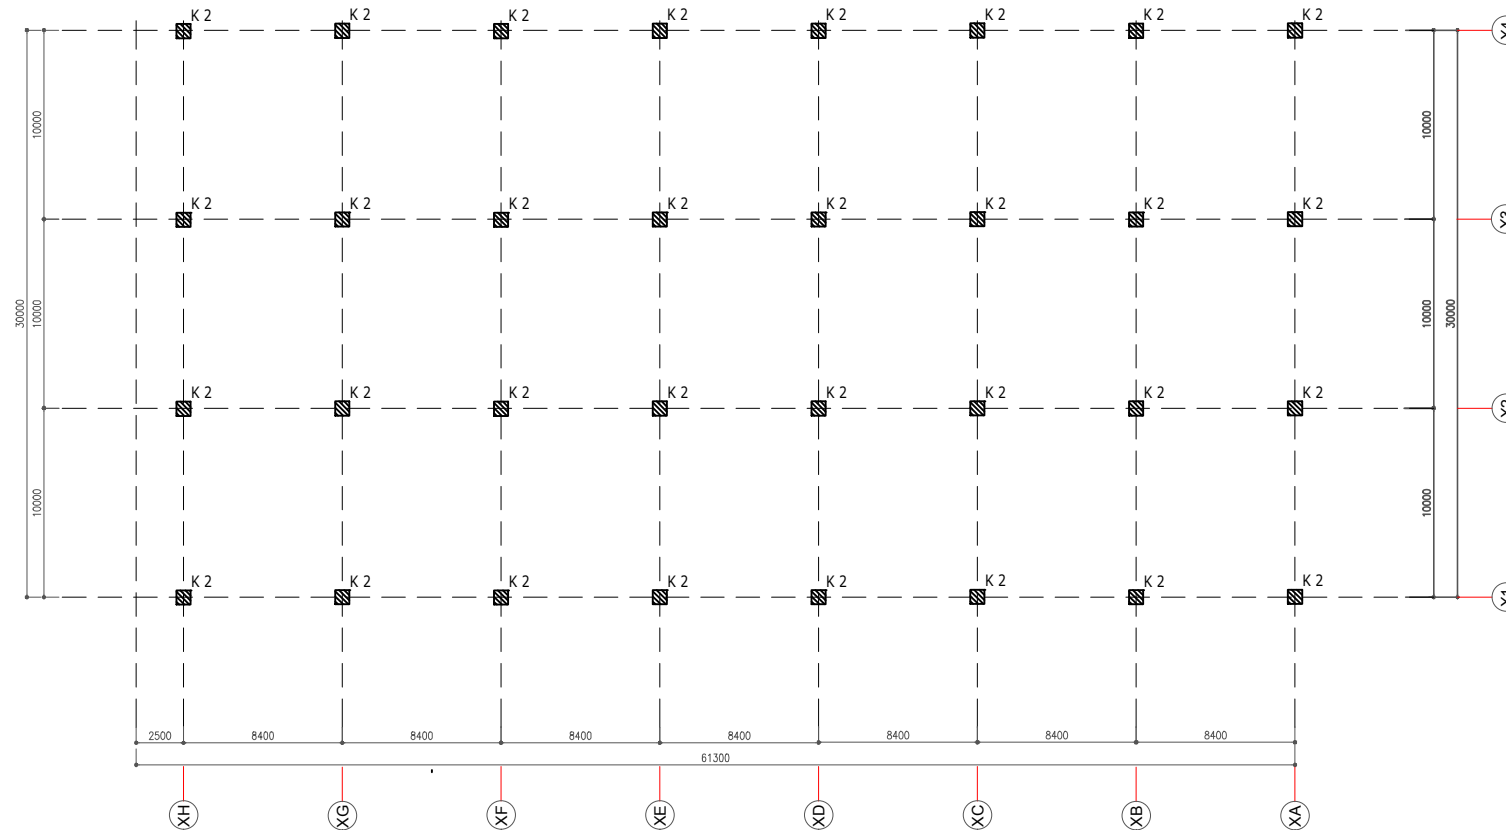 K 2 K 2 K 2 K 2 K 2 K 2 K 2 K 2
10000 10000
K 2 K 2 K 2 K 2 K 2 K 2 K 2 K 2
30000 10000 10000 30000
K 2 K 2 K 2 K 2 K 2 K 2 K 2 K 2
10000 10000
K 2 K 2 K 2 K 2 K 2 K 2 K 2 K 2
2500 8400 8400 8400 8400 8400 8400 8400
61300
XH XG XF XE XD XC XB XA